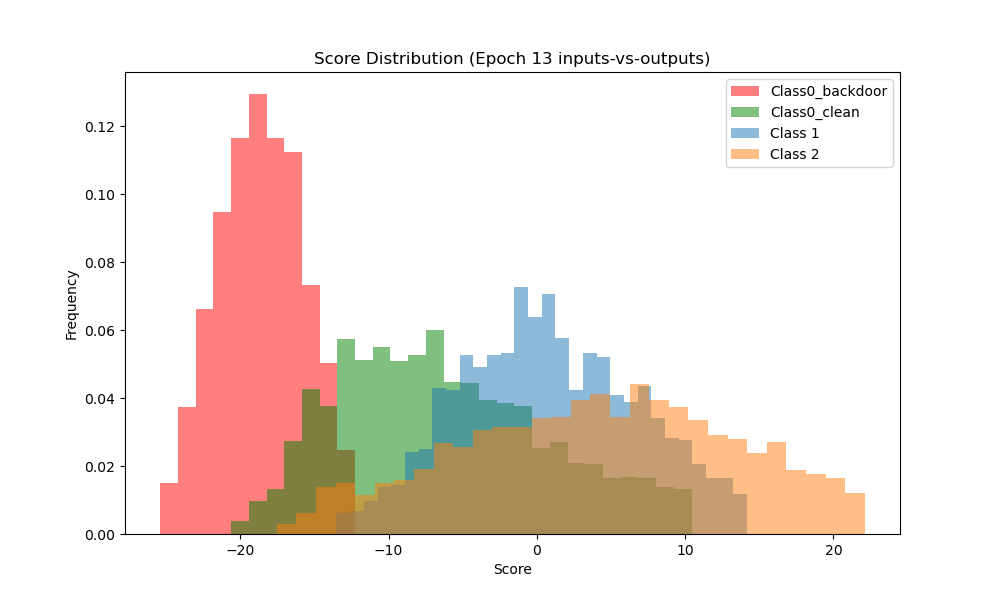 Score Distribution (Epoch 13 inputs-vs-outputs)
Class0_backdoor
Class0_clean
Class 1
Class 2
0.12
0.10
0.08
0.06
0.04
0.02
0.00
Frequency
−20
−10
0
10
20
Score